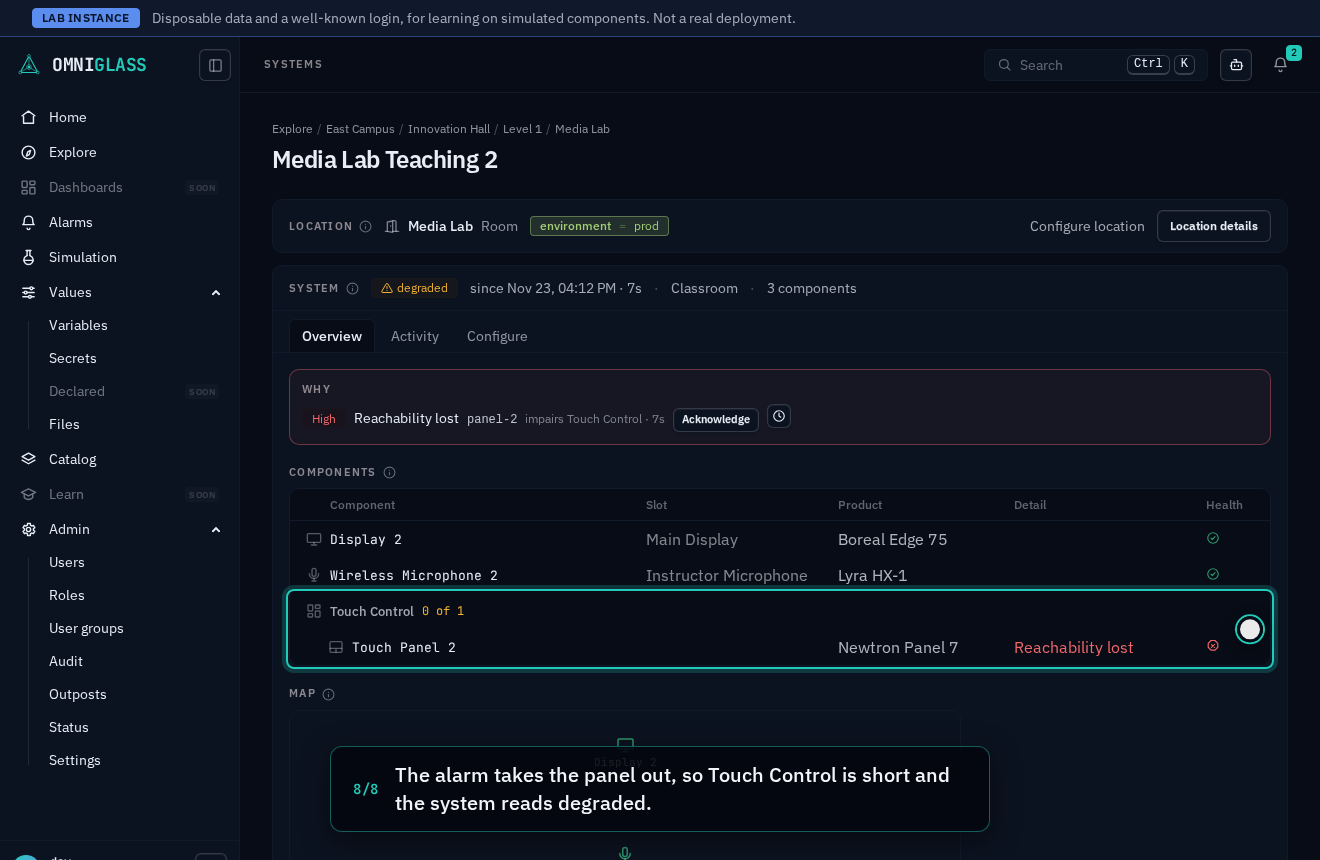 LAB INSTANCE Disposable data and a well-known login, for learning on simulated components. Not a real deployment.
OMNIGLASS
SYSTEMS
Search Ctrl K
2
Home
Explore
Dashboards SOON
Alarms
Simulation
Values
Variables
Secrets
Declared SOON
Files
Catalog
Learn SOON
Admin
Users
Roles
User groups
Audit
Outposts
Status
Settings
Explore / East Campus / Innovation Hall / Level 1 / Media Lab
Media Lab Teaching 2
LOCATION Media Lab Room environment = prod Configure location Location details
SYSTEM degraded since Nov 23, 04:12 PM · 7s · Classroom · 3 components
Overview Activity Configure
WHY
High Reachability lost panel-2 impairs Touch Control · 7s Acknowledge
COMPONENTS
Component Slot Product Detail Health
Display 2 Main Display Boreal Edge 75
Wireless Microphone 2 Instructor Microphone Lyra HX-1
Touch Control 0 of 1
Touch Panel 2 Newtron Panel 7 Reachability lost
MAP
Display 2
8/8 The alarm takes the panel out, so Touch Control is short and
the system reads degraded.